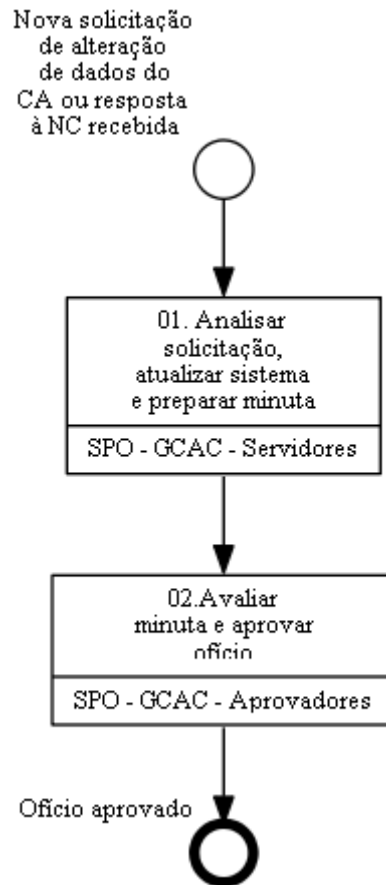 Nova solicitação
de alteração
de dados do
CA ou resposta
à NC recebida
01. Analisar
solicitação,
atualizar sistema
e preparar minuta
SPO - GCAC - Servidores
02.Avaliar
minuta e aprovar
ofício
SPO - GCAC - Aprovadores
Ofício aprovado